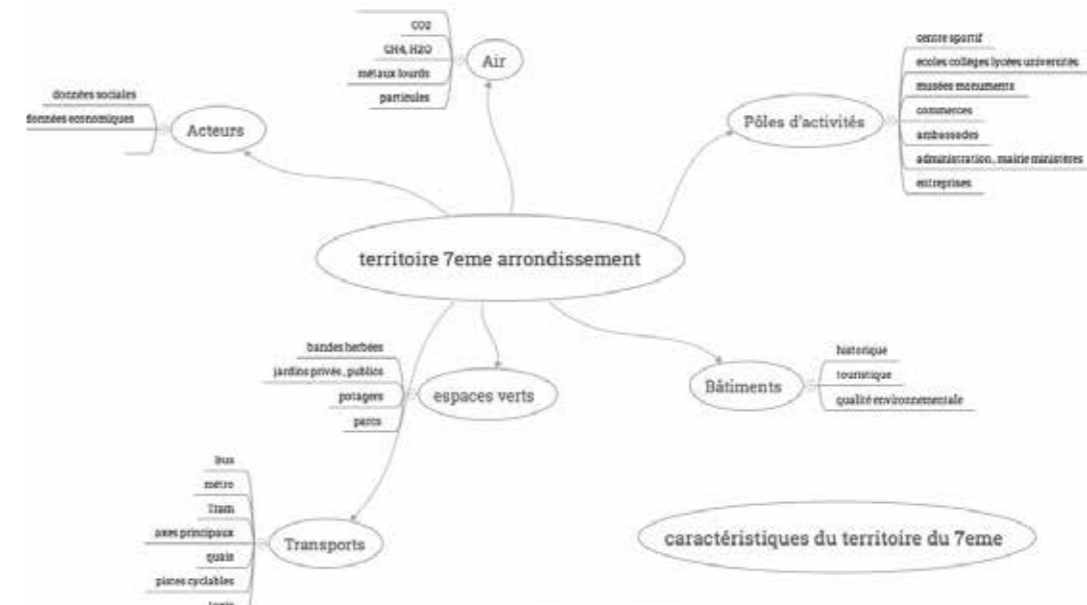 CO2
CH4, H2O
métaux lourds
particules
Air
données sociales
données economiques
Acteurs
Pôles d'activités
centre sportif
ecoles collèges lycées universités
musées monuments
commerces
ambassades
administration, mairie ministères
entreprises
territoire 7eme arrondissement
bandes herbées
jardins privés, publics
potagers
parcs
espaces verts
Bâtiments
historique
touristique
qualité environnementale
Bus
métro
Tram
axes principaux
quais
pistes cyclables
Transports
caractéristiques du territoire du 7eme